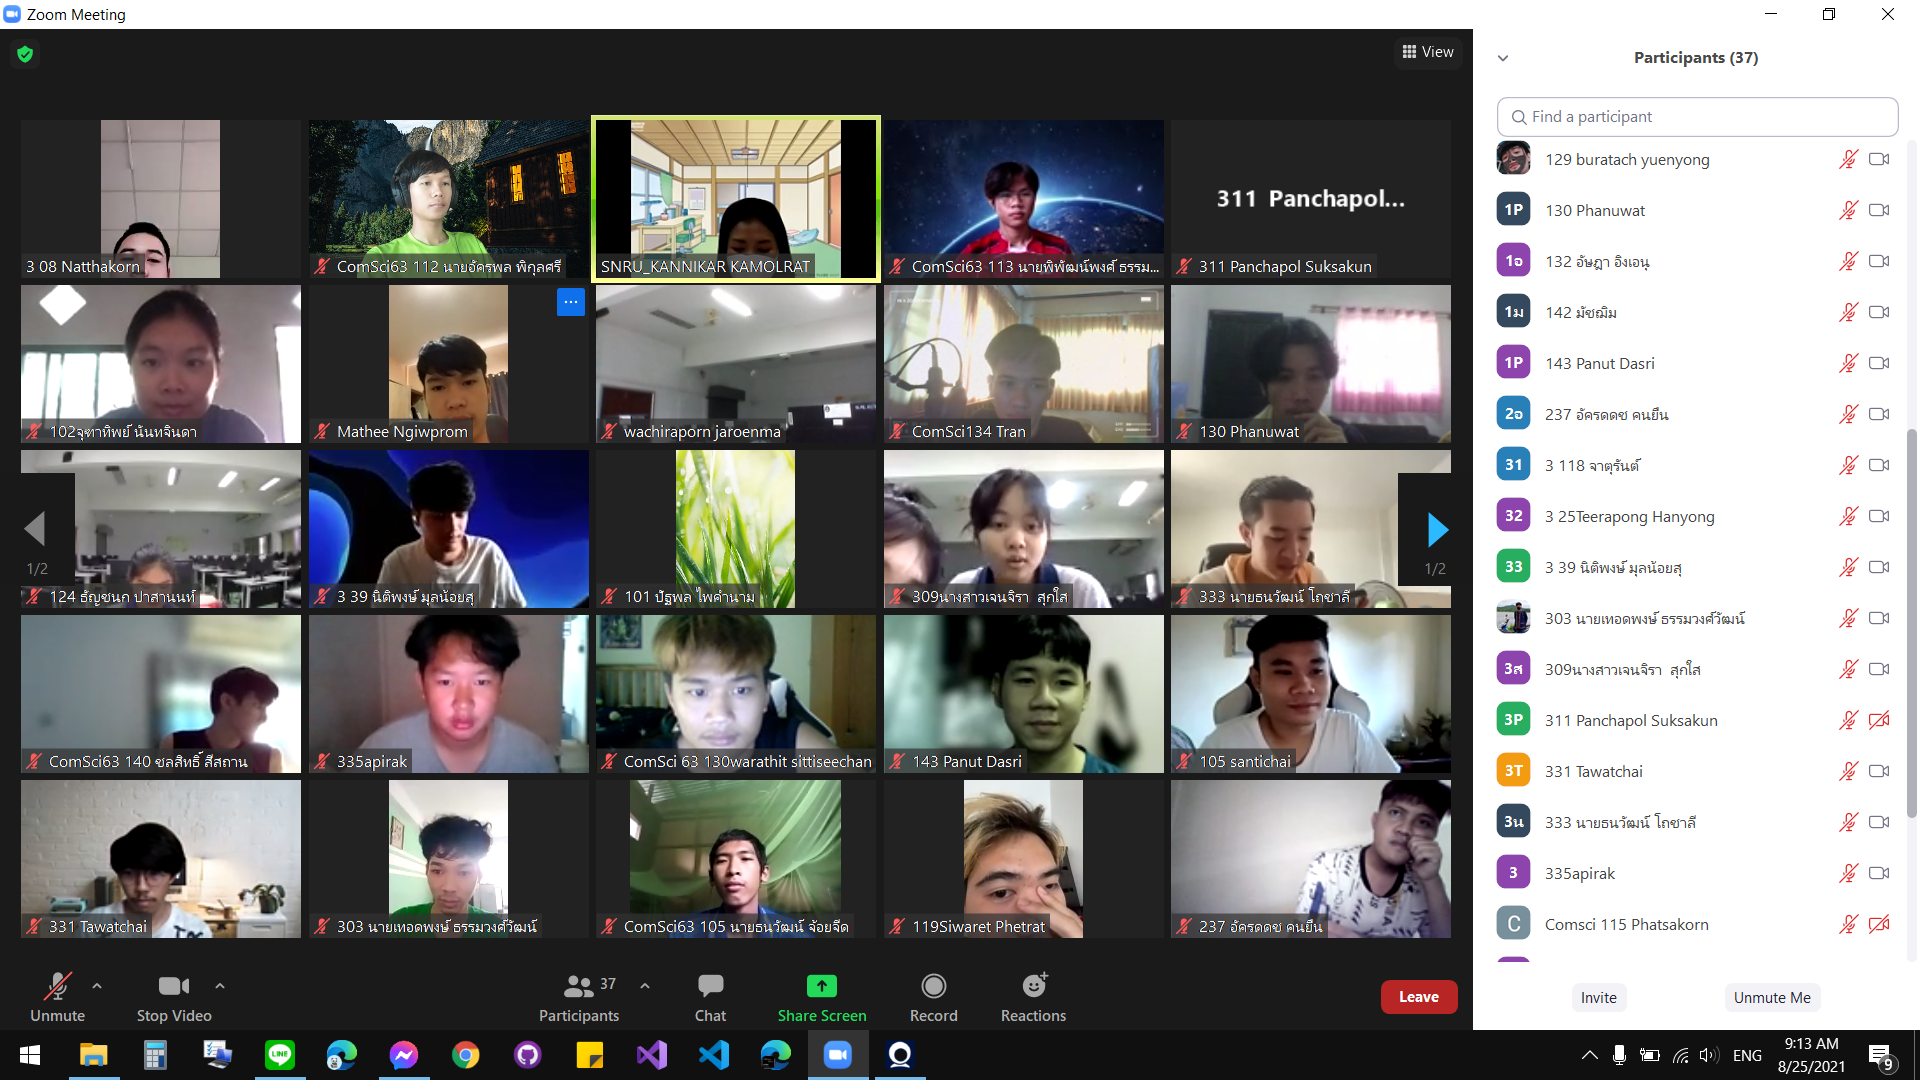 Zoom Meeting
View
3 08 Natthakorn
ComSci63 112 นายอัครพล พิกุลศรี
SNRU_KANNIKAR KAMOLRAT
ComSci63 113 นายพิพัฒน์พงศ์ ธรรม...
311 Panchapol...
311 Panchapol Suksakun
102จุฑาทิพย์ นันทจินดา
Mathee Ngiwprom
wachiraporn jaroenma
ComSci134 Tran
130 Phanuwat
1/2
124 ธัญชนก ปาสานนท์
3 39 นิติพงษ์ มุลน้อยสุ
101 ปัฐพล ไพคำนาม
309นางสาวเจนจิรา สุกใส
333 นายธนวัฒน์ โถชาลี
1/2
ComSci63 140 ชลสิทธิ์ สีสถาน
335apirak
ComSci 63 130warathit sittiseechan
143 Panut Dasri
105 santichai
331 Tawatchai
303 นายเทอดพงษ์ ธรรมวงศ์วัฒน์
ComSci63 105 นายธนวัฒน์ จ้อยจีด
119Siwaret Phetrat
237 อัครดดช คนยืน
Unmute
Stop Video
Participants
37
Chat
Share Screen
Record
Reactions
Leave
Participants (37)
Find a participant
129 buratach yuenyong
1P 130 Phanuwat
1อ 132 อัษฎา อิงเอนุ
1ม 142 มัชฌิม
1P 143 Panut Dasri
2อ 237 อัครดดช คนยืน
31 3 118 จาตุรันต์
32 3 25Teerapong Hanyong
33 3 39 นิติพงษ์ มุลน้อยสุ
303 นายเทอดพงษ์ ธรรมวงศ์วัฒน์
3ส 309นางสาวเจนจิรา สุกใส
3P 311 Panchapol Suksakun
3T 331 Tawatchai
3น 333 นายธนวัฒน์ โถชาลี
3 335apirak
C Comsci 115 Phatsakorn
Invite
Unmute Me
LINE
ENG
9:13 AM
8/25/2021
9